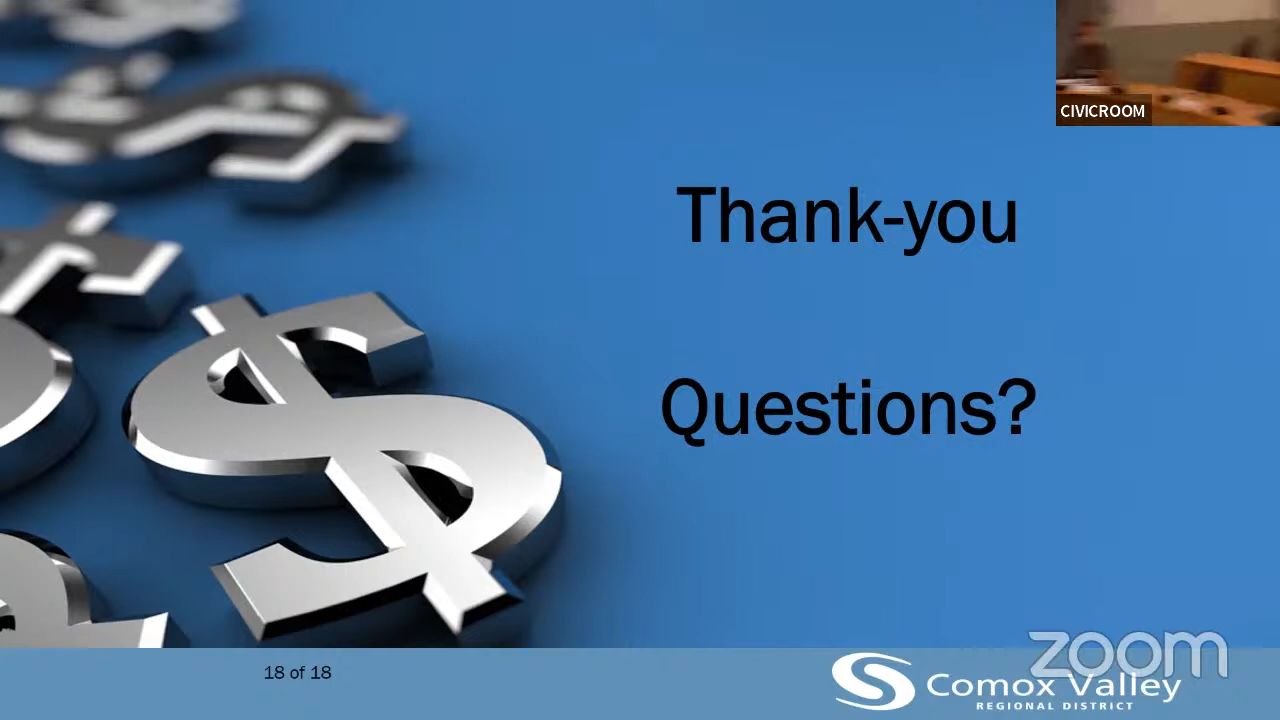 CIVICROOM
Thank-you
Questions?
18 of 18
zoom
Comox Valley
REGIONAL DISTRICT